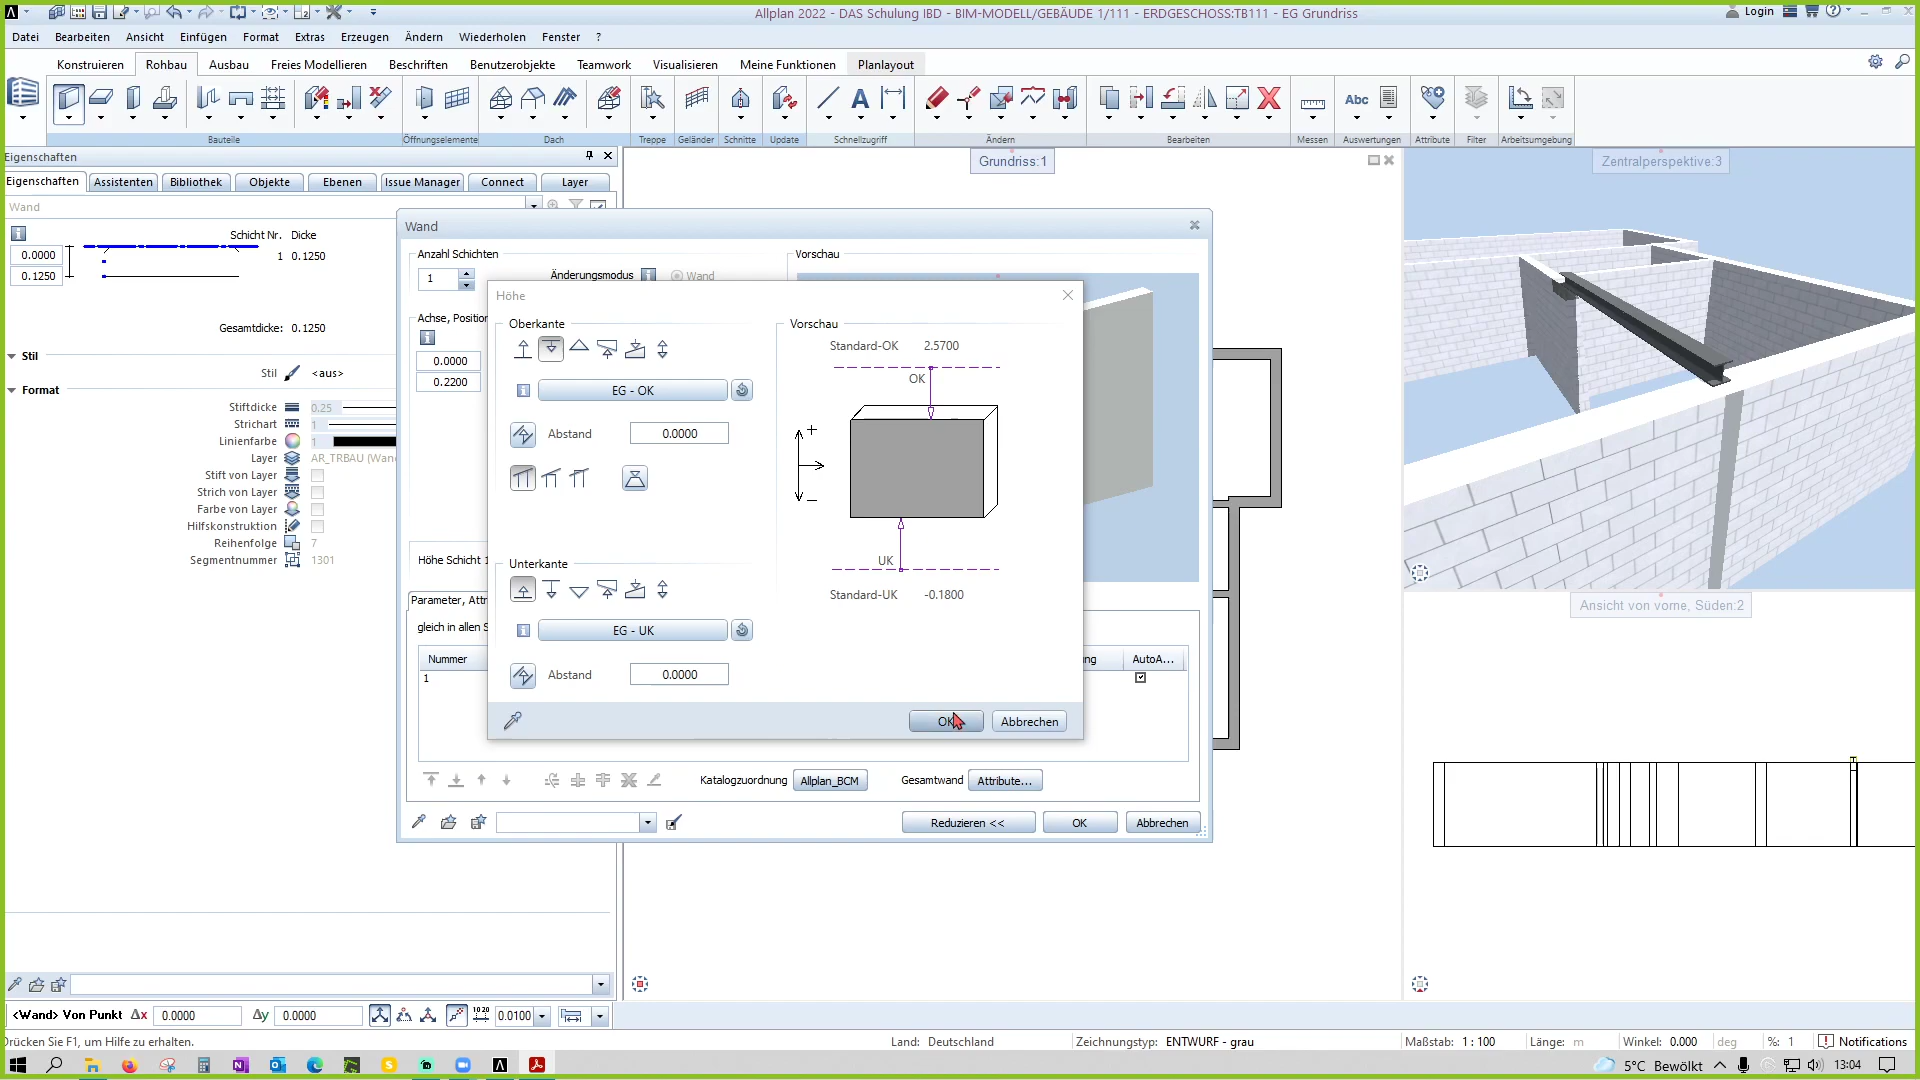 Allplan 2022 - DAS Schulung IBD - BIM-MODELL/GEBÄUDE 1/111 - ERDGESCHOSS:TB111 - EG Grundriss
Login
Datei Bearbeiten Ansicht Einfügen Format Extras Erzeugen Ändern Wiederholen Fenster ?
Konstruieren Rohbau Ausbau Freies Modellieren Beschriften Benutzerobjekte Teamwork Visualisieren Meine Funktionen Planlayout
Abc
Bauteile Öffnungselemente Dach Treppe Geländer Schnitte Update Schnellzugriff Ändern Bearbeiten Messen Auswertungen Attribute Filter Arbeitsumgebung
Eigenschaften
Eigenschaften Assistenten Bibliothek Objekte Ebenen Issue Manager Connect Layer
Wand
Schicht Nr. Dicke
0.0000
1 0.1250
0.1250
Gesamtdicke: 0.1250
Stil
Stil <aus>
Format
Stiftdicke 0.25
Strichart 1
Linienfarbe 1
Layer AR_TRBAU (Wan
Stift von Layer
Strich von Layer
Farbe von Layer
Hilfskonstruktion
Reihenfolge 7
Segmentnummer 1301
Grundriss:1
Zentralperspektive:3
Ansicht von vorne, Süden:2
Wand
Anzahl Schichten
1
Änderungsmodus Wand
Vorschau
Achse, Position
0.0000
0.2200
Höhe Schicht 1
Parameter, Attr
gleich in allen S
Nummer
ng AutoA...
1
Katalogzuordnung Allplan_BCM Gesamtwand Attribute...
Reduzieren << OK Abbrechen
Höhe
Oberkante
EG - OK
Abstand 0.0000
Unterkante
EG - UK
Abstand 0.0000
Vorschau
Standard-OK 2.5700
OK
+
−
UK
Standard-UK -0.1800
OK Abbrechen
<Wand> Von Punkt Δx 0.0000 Δy 0.0000 0.0100
Drücken Sie F1, um Hilfe zu erhalten.
Land: Deutschland Zeichnungstyp: ENTWURF - grau Maßstab: 1 : 100 Länge: m Winkel: 0.000 deg %: 1 Notifications
5°C Bewölkt 13:04